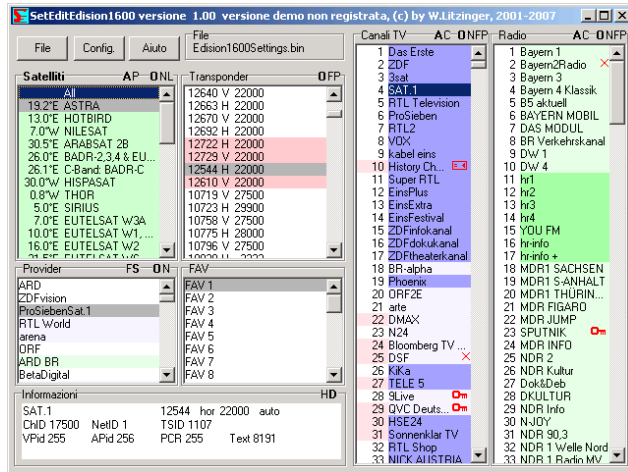 SetEditEdision1600 versione 1.00 versione demo non registrata, (c) by W.Litzinger, 2001-2007
File
Config.
Aiuto
File
Edision1600Settings.bin
Satelliti AP ONL
All
19.2°E ASTRA
13.0°E HOTBIRD
7.0°W NILESAT
30.5°E ARABSAT 2B
26.0°E BADR-2,3,4 & EU...
26.1°E C-Band: BADR-C
30.0°W HISPASAT
0.8°W THOR
5.0°E SIRIUS
7.0°E EUTELSAT W3A
10.0°E EUTELSAT W1, ...
16.0°E EUTELSAT W2
Transponder OFP
12640 V 22000
12663 H 22000
12670 V 22000
12692 H 22000
12722 H 22000
12729 V 22000
12544 H 22000
12610 V 22000
10719 V 27500
10723 H 29900
10758 V 27500
10775 H 28000
10796 V 27500
Provider FS ON
ARD
ZDFvision
ProSiebenSat.1
RTL World
arena
ORF
ARD BR
BetaDigital
FAV
FAV 1
FAV 2
FAV 3
FAV 4
FAV 5
FAV 6
FAV 7
FAV 8
Informazioni HD
SAT.1 12544 hor 22000 auto
ChID 17500 NetID 1 TSID 1107
VPid 255 APid 256 PCR 255 Text 8191
Canali TV AC ONFP
1 Das Erste
2 ZDF
3 3sat
4 SAT.1
5 RTL Television
6 ProSieben
7 RTL2
8 VOX
9 kabel eins
10 History Ch...
11 Super RTL
12 EinsPlus
13 EinsExtra
14 EinsFestival
15 ZDFinfokanal
16 ZDFdokukanal
17 ZDFtheaterkanal
18 BR-alpha
19 Phoenix
20 ORF2E
21 arte
22 DMAX
23 N24
24 Bloomberg TV ...
25 DSF
26 KiKa
27 TELE 5
28 9Live
29 QVC Deuts...
30 HSE24
31 Sonnenklar TV
32 RTL Shop
33 NICK AUSTRIA
Radio AC ONFP
1 Bayern 1
2 Bayern2Radio
3 Bayern 3
4 Bayern 4 Klassik
5 B5 aktuell
6 BAYERN MOBIL
7 DAS MODUL
8 BR Verkehrskanal
9 DW 1
10 DW 4
11 hr1
12 hr2
13 hr3
14 hr4
15 YOU FM
16 hr-info
17 hr-info +
18 MDR1 SACHSEN
19 MDR1 S-ANHALT
20 MDR1 THÜRIN...
21 MDR FIGARO
22 MDR JUMP
23 SPUTNIK
24 MDR INFO
25 NDR 2
26 NDR Kultur
27 Dok&Deb
28 DKULTUR
29 NDR Info
30 N-JOY
31 NDR 90,3
32 NDR 1 Welle Nord
33 NDR 1 Radio MV